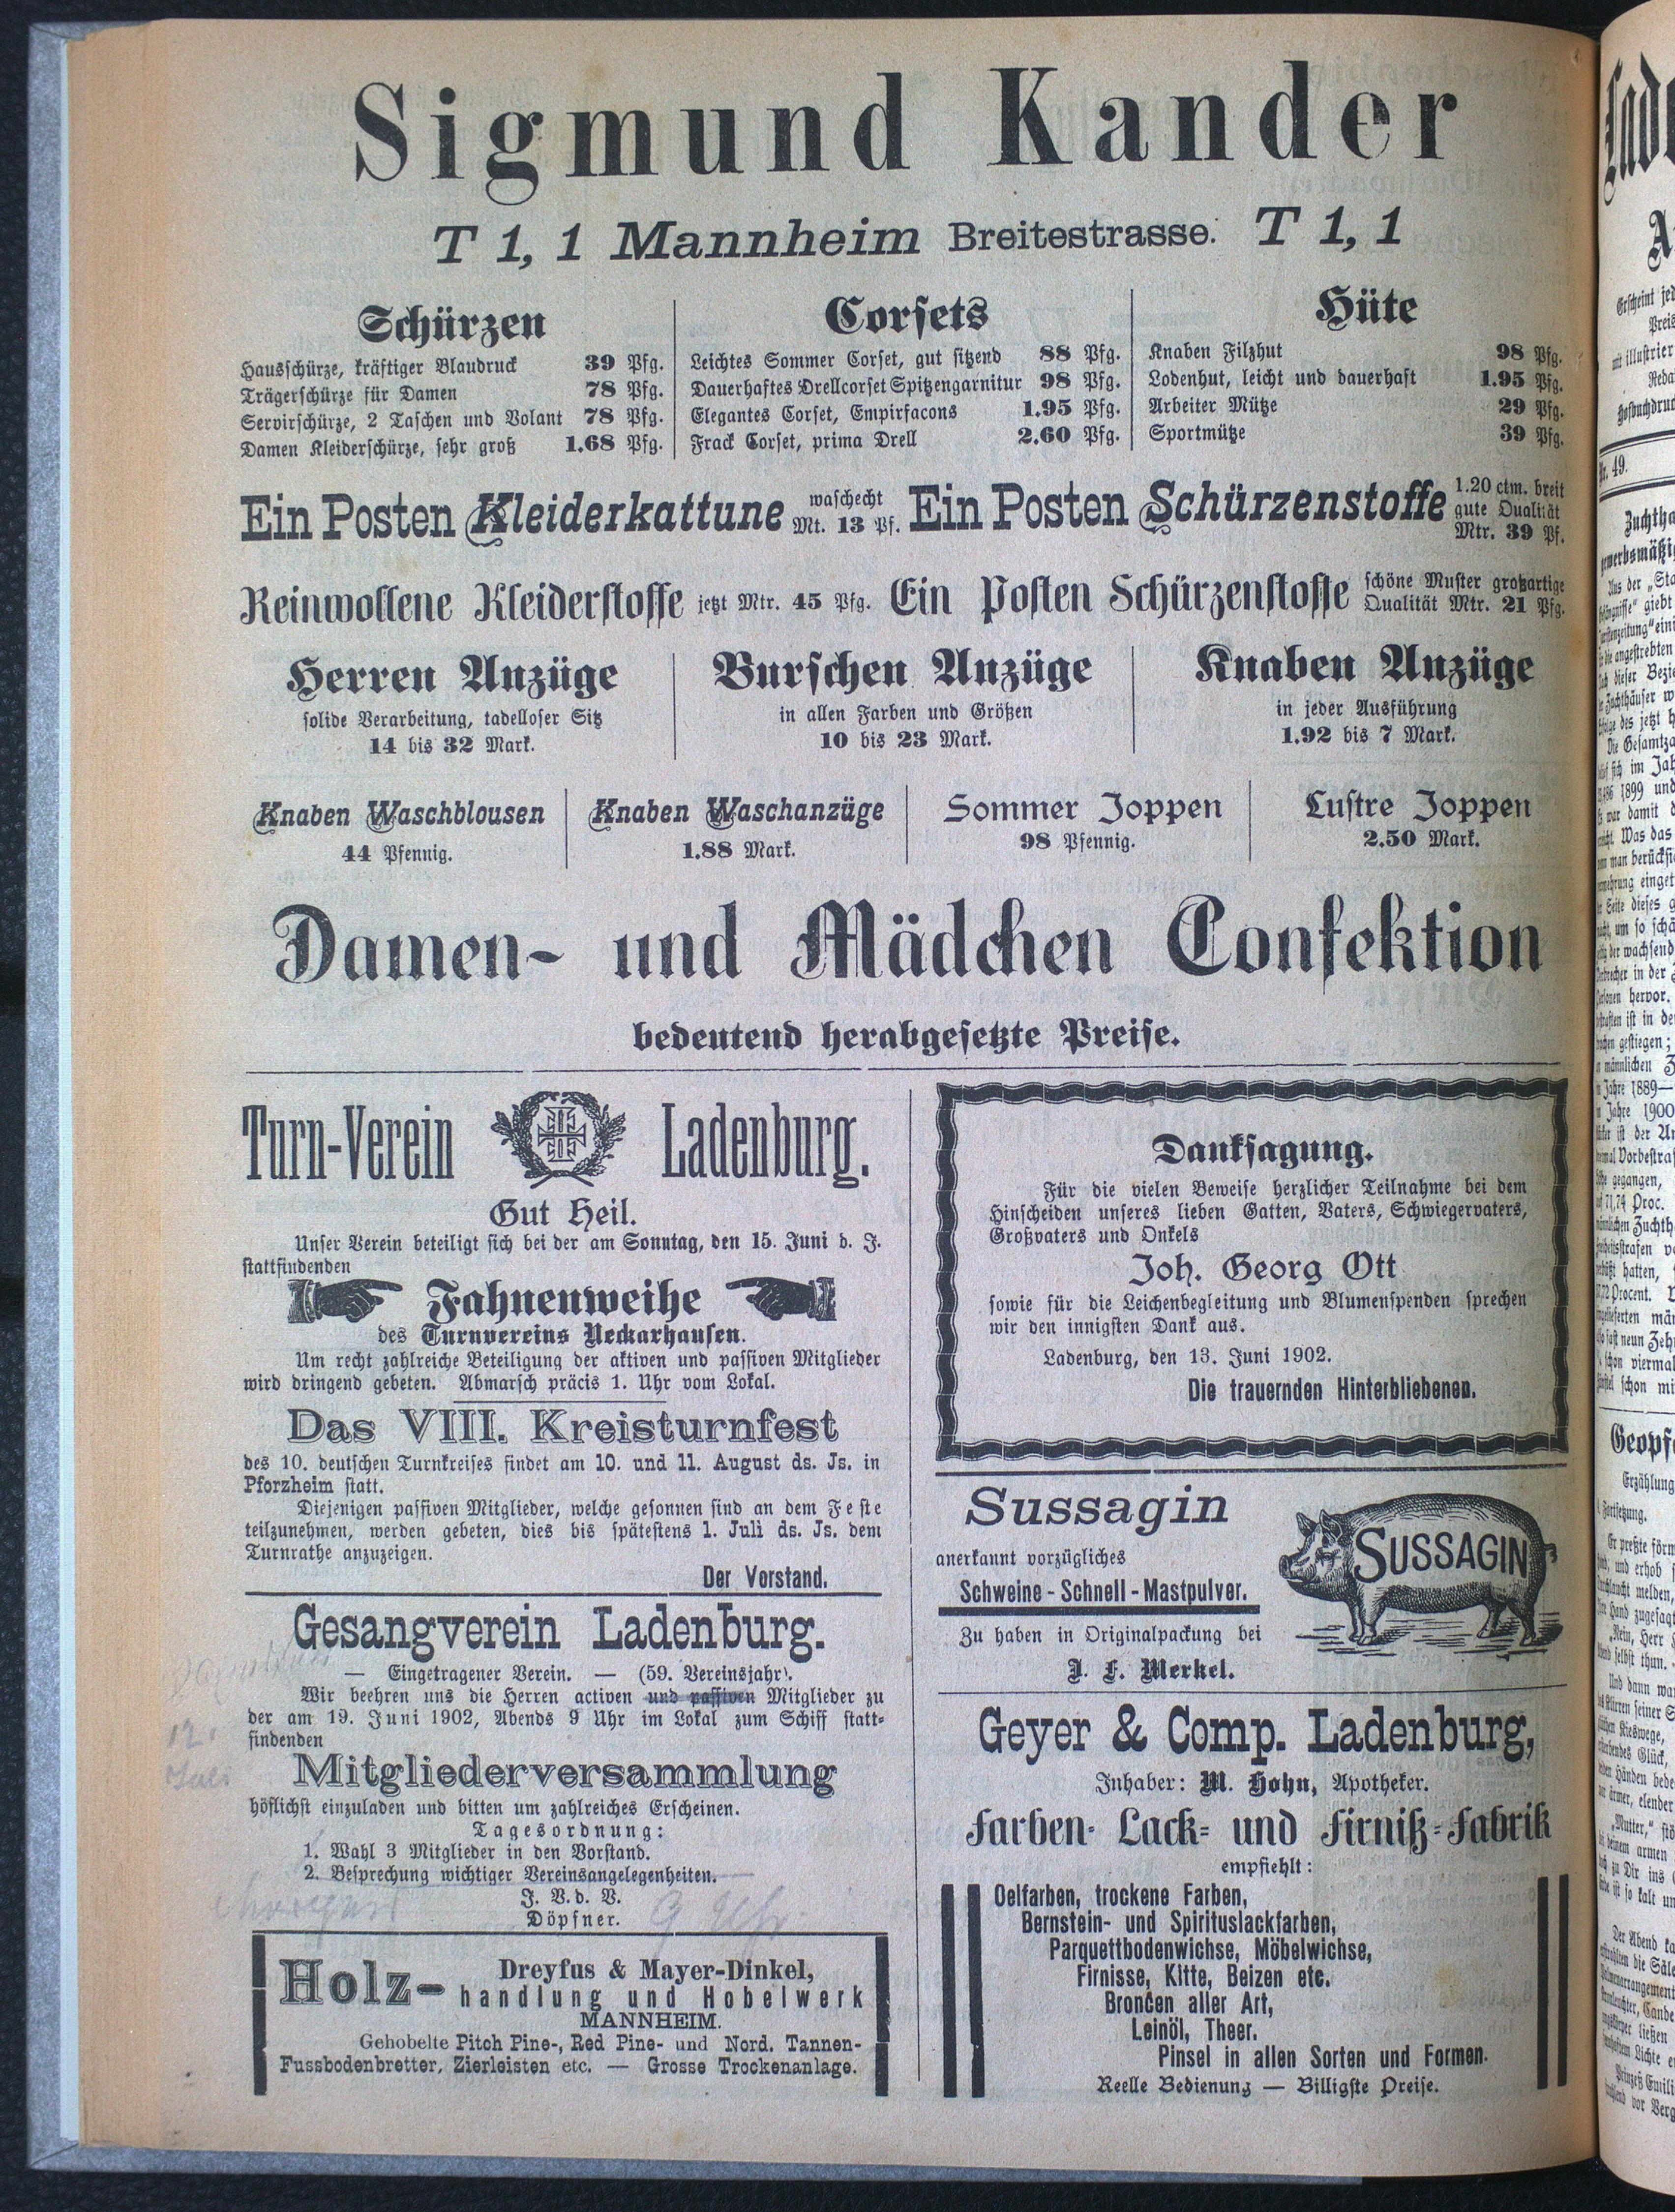 Sigmund Kander
T 1, 1 Mannheim Breitestrasse. T 1, 1
Schürzen
Hausschürze, kräftiger Blaudruck 39 Pfg.
Trägerschürze für Damen 78 Pfg.
Servirschürze, 2 Taschen und Volant 78 Pfg.
Damen Kleiderschürze, sehr groß 1.68 Pfg.
Corsets
Leichtes Sommer Corset, gut sitzend 88 Pfg.
Dauerhaftes Drellcorset Spitzengarnitur 98 Pfg.
Elegantes Corset, Empirfacons 1.95 Pfg.
Frack Corset, prima Drell 2.60 Pfg.
Hüte
Knaben Filzhut 98 Pfg.
Lodenhut, leicht und dauerhaft 1.95 Pfg.
Arbeiter Mütze 29 Pfg.
Sportmütze 39 Pfg.
Ein Posten Kleiderkattune waschecht Mt. 13 Pf. Ein Posten Schürzenstoffe 1.20 ctm. breit gute Qualität Mtr. 39 Pf.
Reinwollene Kleiderstoffe jetzt Mtr. 45 Pfg. Ein Posten Schürzenstoffe schöne Muster großartige Qualität Mtr. 21 Pfg.
Herren Anzüge
solide Verarbeitung, tadelloser Sitz
14 bis 32 Mark.
Burschen Anzüge
in allen Farben und Größen
10 bis 23 Mark.
Knaben Anzüge
in jeder Ausführung
1.92 bis 7 Mark.
Knaben Waschblousen
44 Pfennig.
Knaben Waschanzüge
1.88 Mark.
Sommer Joppen
98 Pfennig.
Lustre Joppen
2.50 Mark.
Damen- und Mädchen Confektion
bedeutend herabgesetzte Preise.
Turn-Verein Ladenburg.
Gut Heil.
Unser Verein beteiligt sich bei der am Sonntag, den 15. Juni d. J.
stattfindenden
Fahnenweihe
des Turnvereins Neckarhausen.
Um recht zahlreiche Beteiligung der aktiven und passiven Mitglieder
wird dringend gebeten. Abmarsch präcis 1. Uhr vom Lokal.
Das VIII. Kreisturnfest
des 10. deutschen Turnkreises findet am 10. und 11. August ds. Js. in
Pforzheim statt.
Diejenigen passiven Mitglieder, welche gesonnen sind an dem Feste
teilzunehmen, werden gebeten, dies bis spätestens 1. Juli ds. Js. dem
Turnrathe anzuzeigen.
Der Vorstand.
Gesangverein Ladenburg.
— Eingetragener Verein. — (59. Vereinsjahr).
Wir beehren uns die Herren activen und passiven Mitglieder zu
der am 19. Juni 1902, Abends 9 Uhr im Lokal zum Schiff statt-
findenden
12.
Juli
Mitgliederversammlung
höflichst einzuladen und bitten um zahlreiches Erscheinen.
Tagesordnung:
1. Wahl 3 Mitglieder in den Vorstand.
2. Besprechung wichtiger Vereinsangelegenheiten.
J. V. d. V.
Döpfner.
9 Uhr
Holz-
Dreyfus & Mayer-Dinkel,
handlung und Hobelwerk
MANNHEIM.
Gehobelte Pitch Pine-, Red Pine- und Nord. Tannen-
Fussbodenbretter, Zierleisten etc. — Grosse Trockenanlage.
Danksagung.
Für die vielen Beweise herzlicher Teilnahme bei dem
Hinscheiden unseres lieben Gatten, Vaters, Schwiegervaters,
Großvaters und Onkels
Joh. Georg Ott
sowie für die Leichenbegleitung und Blumenspenden sprechen
wir den innigsten Dank aus.
Ladenburg, den 13. Juni 1902.
Die trauernden Hinterbliebenen.
Sussagin
anerkannt vorzügliches
Schweine-Schnell-Mastpulver.
Zu haben in Originalpackung bei
J. F. Merkel.
SUSSAGIN
Geyer & Comp. Ladenburg,
Inhaber: M. Hohn, Apotheker.
Farben- Lack- und Firniß-Fabrik
empfiehlt:
Oelfarben, trockene Farben,
Bernstein- und Spirituslackfarben,
Parquettbodenwichse, Möbelwichse,
Firnisse, Kitte, Beizen etc.
Broncen aller Art,
Leinöl, Theer.
Pinsel in allen Sorten und Formen.
Reelle Bedienung — Billigste Preise.